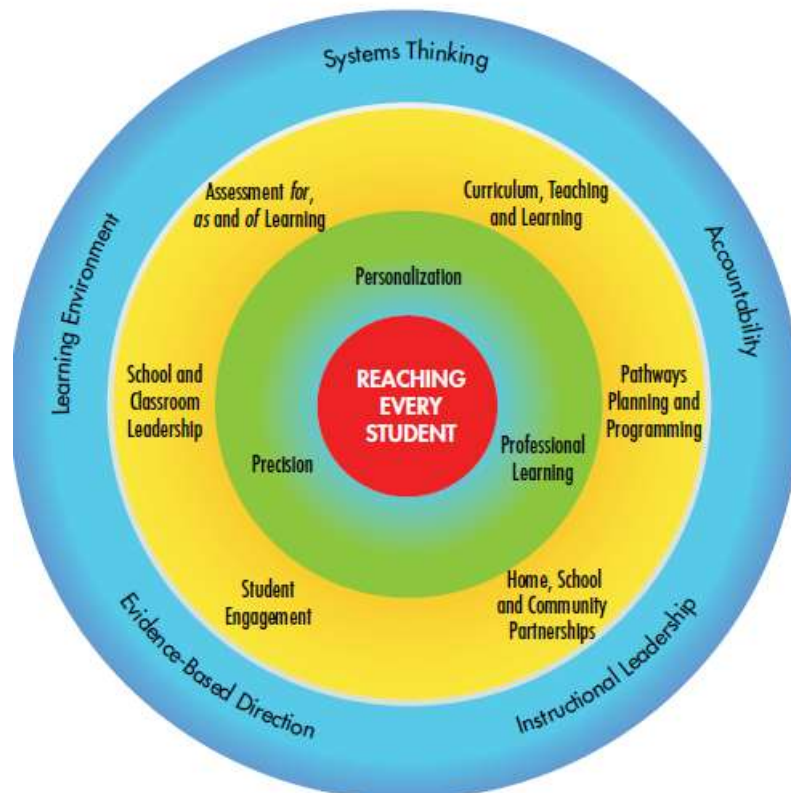 Systems Thinking
Assessment for,
as and of Learning
Curriculum, Teaching
and Learning
Learning Environment
Accountability
Personalization
School and
Classroom
Leadership
REACHING
EVERY
STUDENT
Pathways
Planning and
Programming
Precision
Professional
Learning
Student
Engagement
Home, School
and Community
Partnerships
Evidence-Based Direction
Instructional Leadership